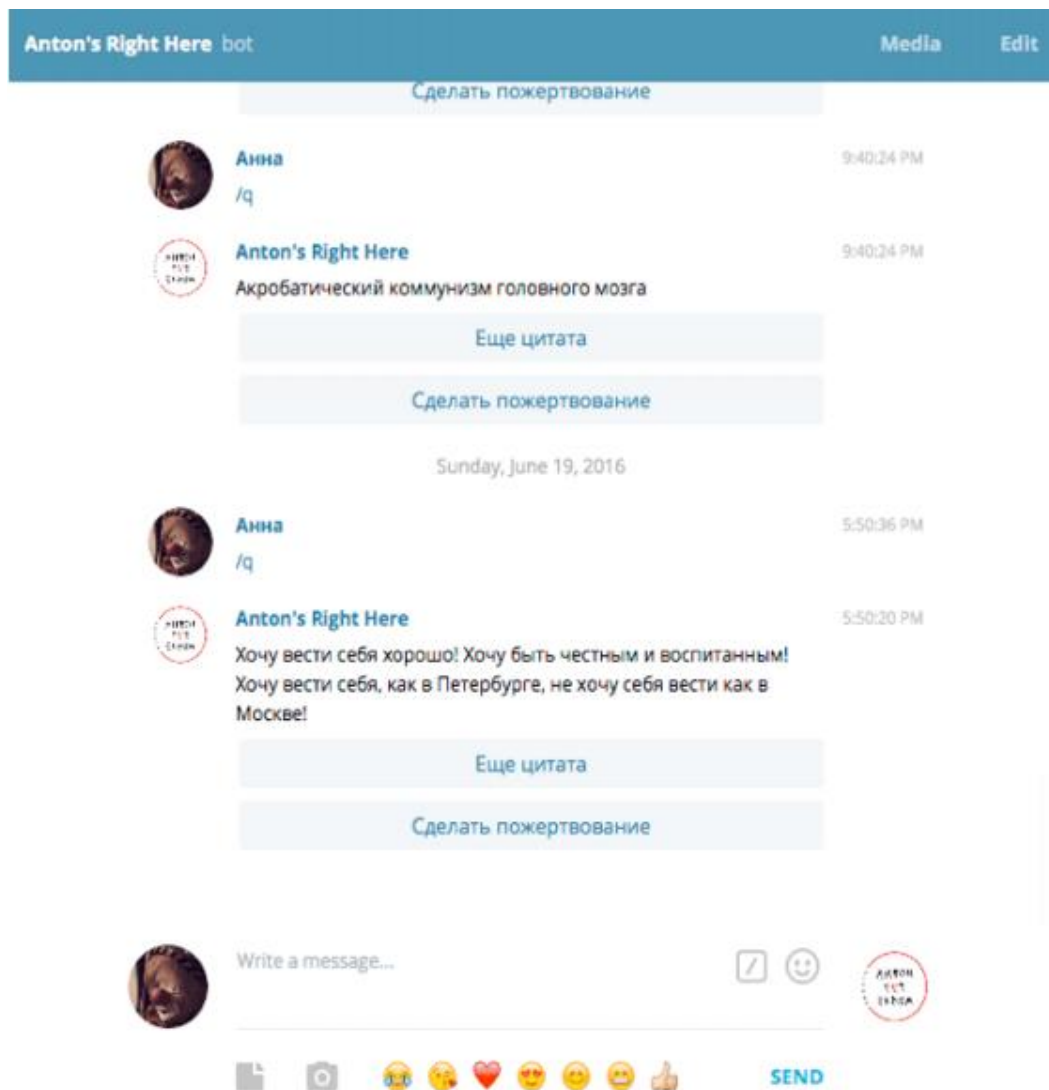 Anton's Right Here bot Media Edit
Сделать пожертвование
Анна 9:40:24 PM
/q
Anton's Right Here 9:40:24 PM
Акробатический коммунизм головного мозга
Еще цитата
Сделать пожертвование
Sunday, June 19, 2016
Анна 5:50:36 PM
/q
Anton's Right Here 5:50:20 PM
Хочу вести себя хорошо! Хочу быть честным и воспитанным!
Хочу вести себя, как в Петербурге, не хочу себя вести как в
Москве!
Еще цитата
Сделать пожертвование
Write a message...
АНТОН
ТУТ
РЯДОМ
SEND